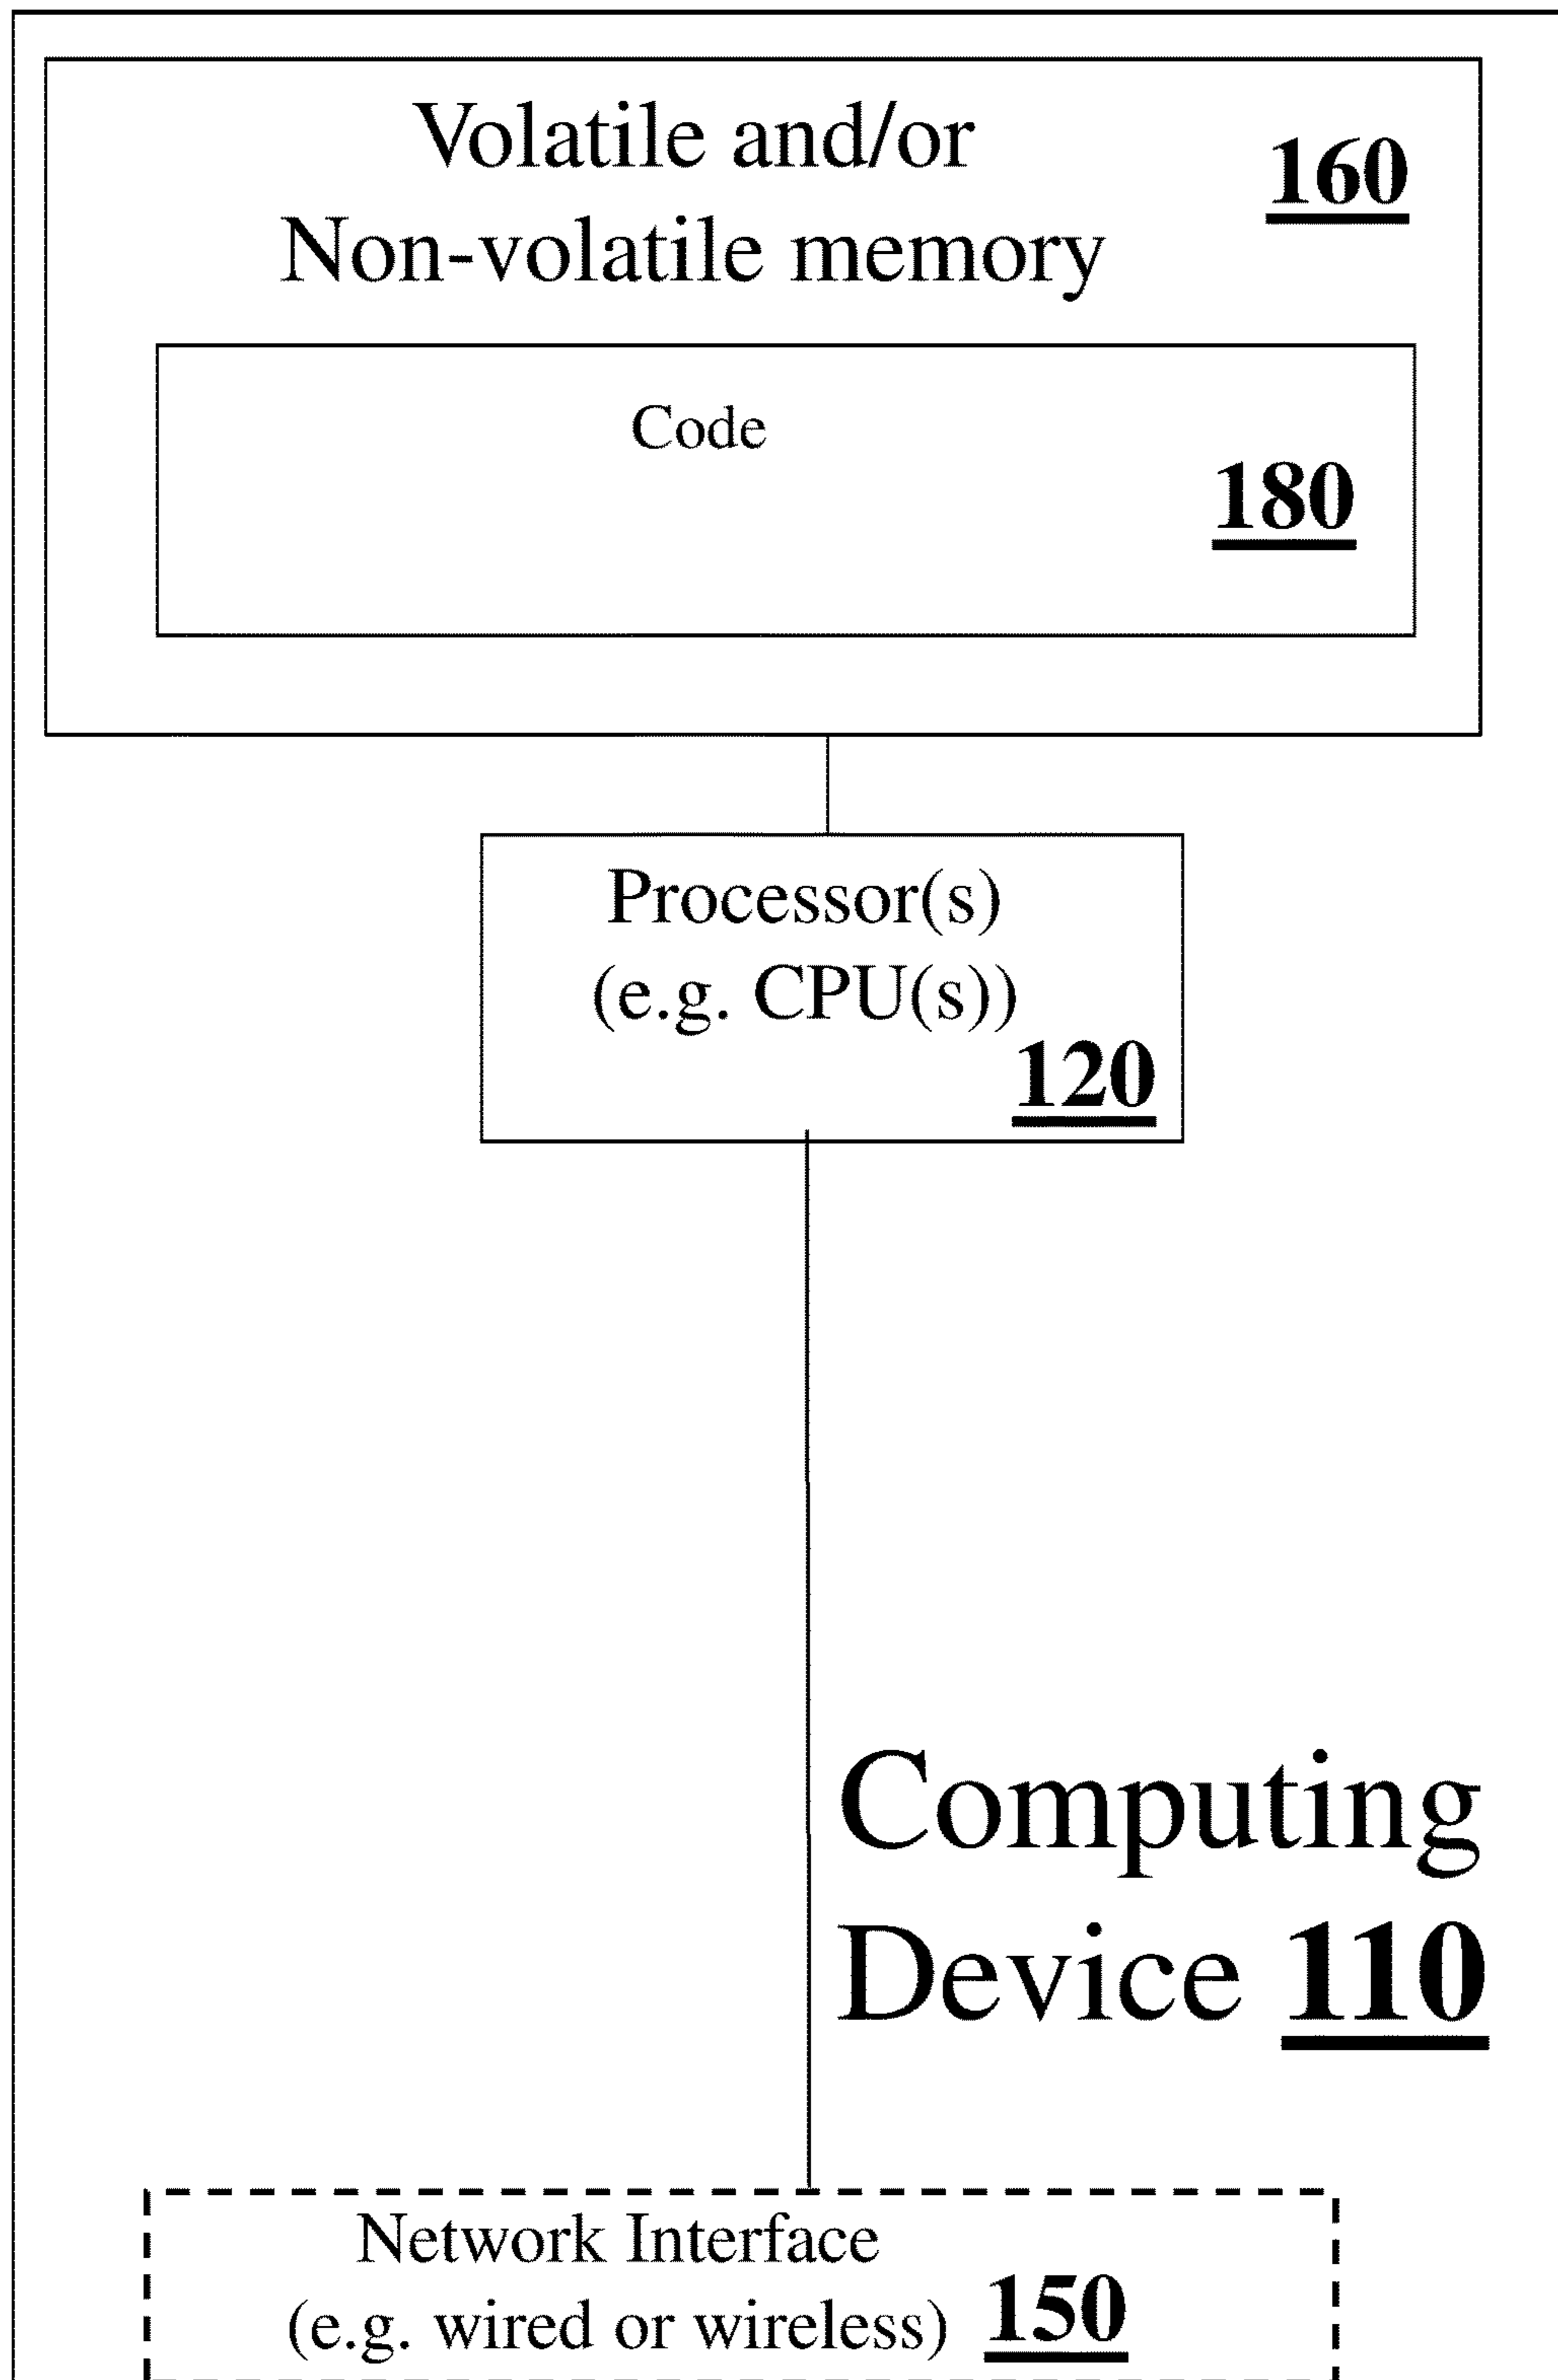 Volatile and/or
Non-volatile memory
160
Code
180
Processor(s)
(e.g. CPU(s))
120
Computing
Device 110
Network Interface
(e.g. wired or wireless) 150